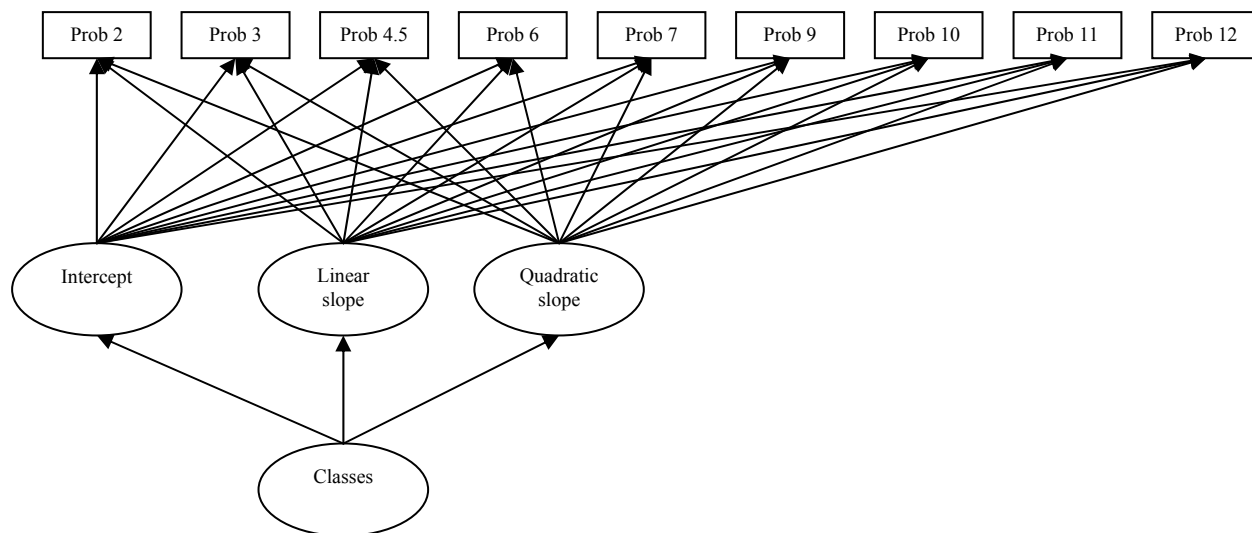 Prob 2
Prob 3
Prob 4.5
Prob 6
Prob 7
Prob 9
Prob 10
Prob 11
Prob 12
Intercept
Linear
slope
Quadratic
slope
Classes